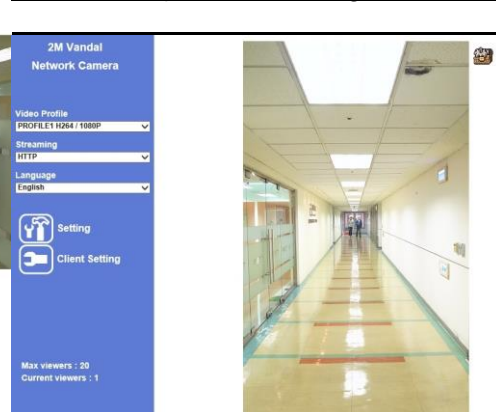 2M Vandal
Network Camera
Video Profile
PROFILE1 H264 / 1080P
Streaming
HTTP
Language
English
Setting
Client Setting
Max viewers : 20
Current viewers : 1